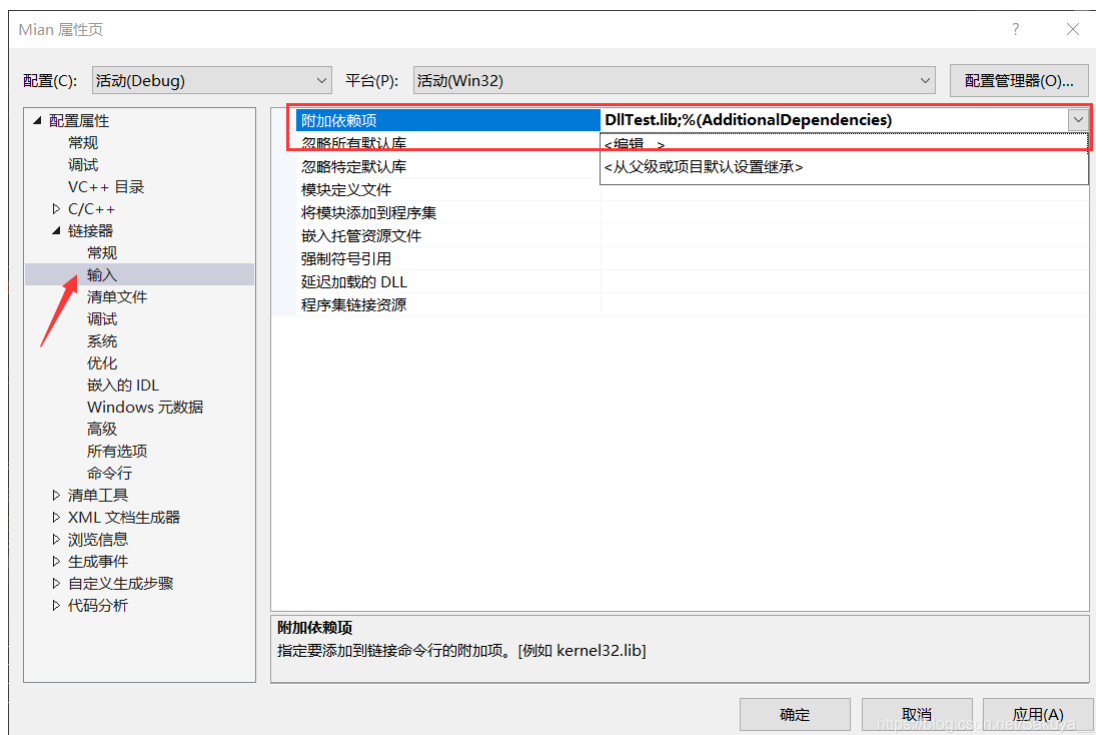 Mian 属性页
配置(C): 活动(Debug) 平台(P): 活动(Win32) 配置管理器(O)...
配置属性
常规
调试
VC++ 目录
C/C++
链接器
常规
输入
清单文件
调试
系统
优化
嵌入的 IDL
Windows 元数据
高级
所有选项
命令行
清单工具
XML 文档生成器
浏览信息
生成事件
自定义生成步骤
代码分析
附加依赖项 DllTest.lib;%(AdditionalDependencies)
忽略所有默认库 <编辑...>
忽略特定默认库 <从父级或项目默认设置继承>
模块定义文件
将模块添加到程序集
嵌入托管资源文件
强制符号引用
延迟加载的 DLL
程序集链接资源
附加依赖项
指定要添加到链接命令行的附加项。[例如 kernel32.lib]
确定 取消 应用(A)
https://blog.csdn.net/Sakuya__